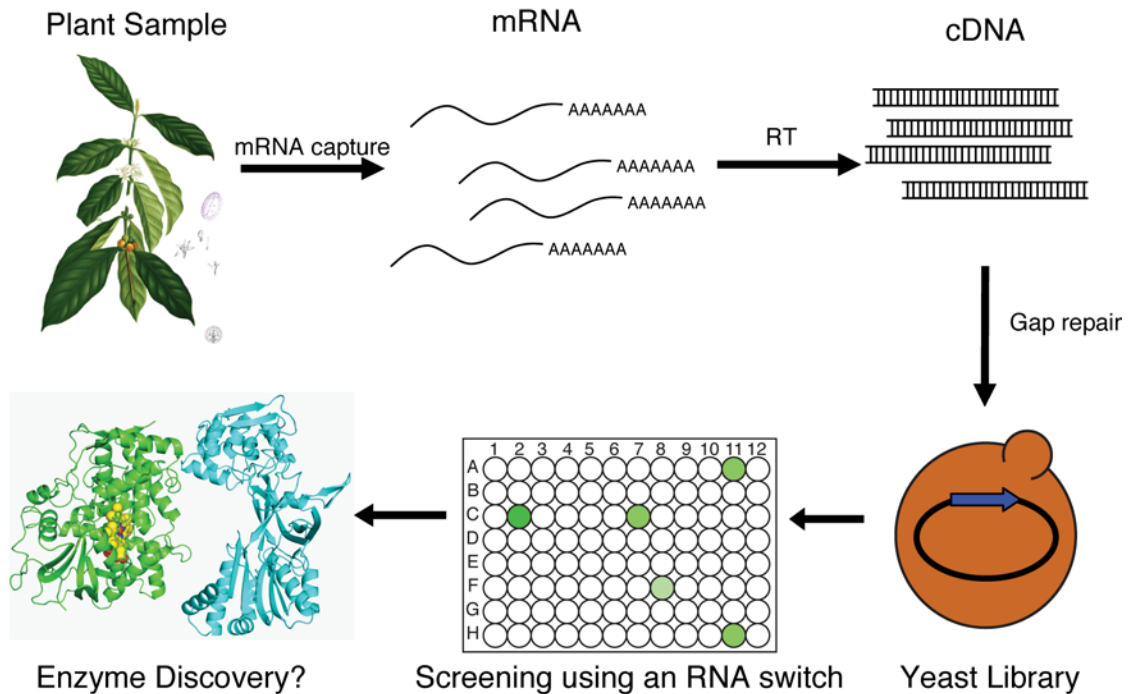 Plant Sample
mRNA
cDNA
mRNA capture
AAAAAAA
AAAAAAA
AAAAAAA
AAAAAAA
RT
Gap repair
1 2 3 4 5 6 7 8 9 10 11 12
A
B
C
D
E
F
G
H
Enzyme Discovery?
Screening using an RNA switch
Yeast Library